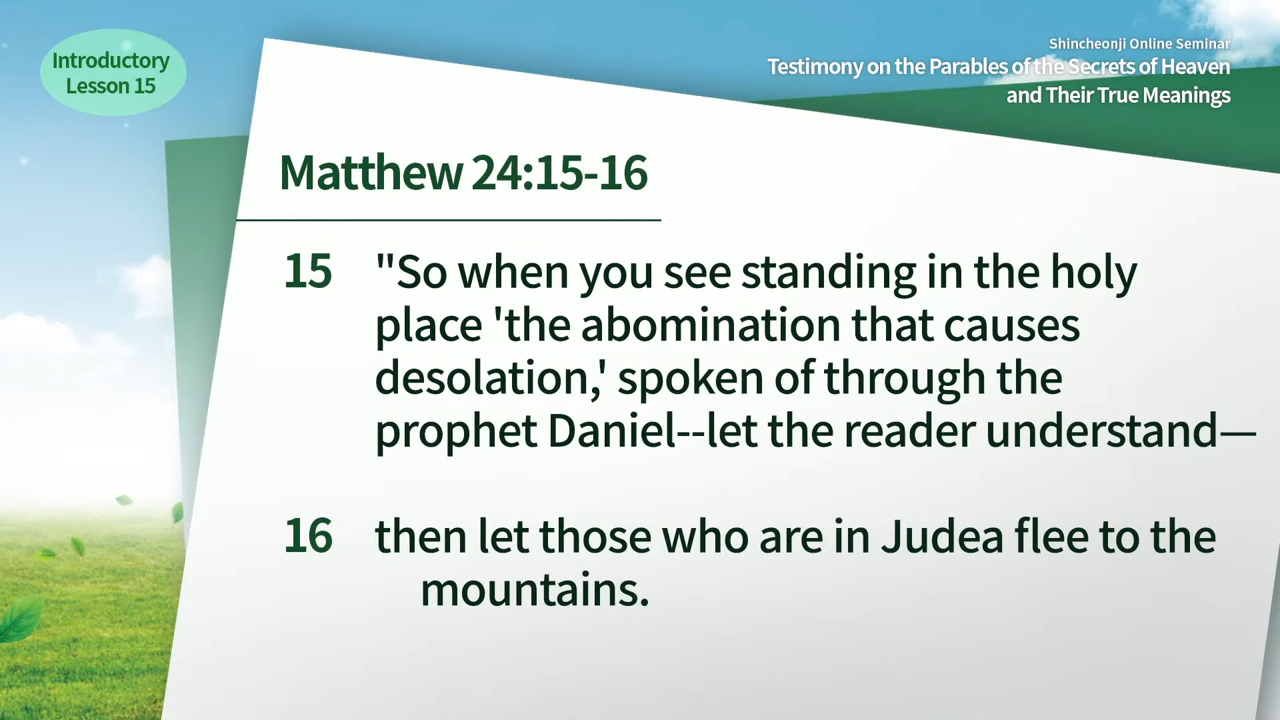 Introductory
Lesson 15
Shincheonji Online Seminar
Testimony on the Parables of the Secrets of Heaven
and Their True Meanings
Matthew 24:15-16
15 "So when you see standing in the holy
place 'the abomination that causes
desolation,' spoken of through the
prophet Daniel--let the reader understand—
16 then let those who are in Judea flee to the
mountains.